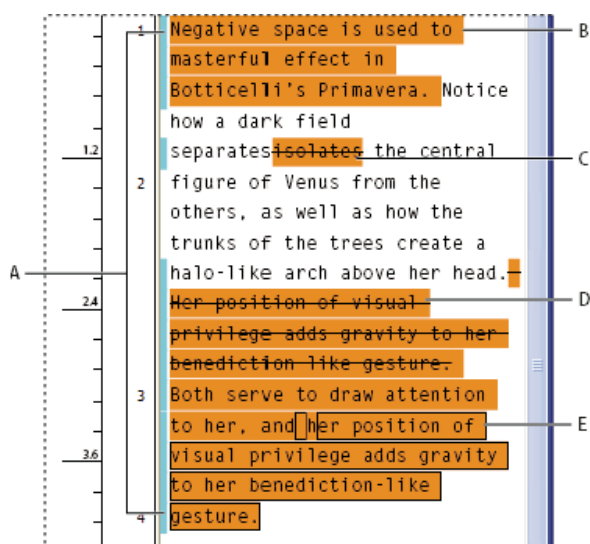 1 Negative space is used to B
masterful effect in
Botticelli's Primavera. Notice
how a dark field
1.2 separatesisolates the central C
2 figure of Venus from the
others, as well as how the
trunks of the trees create a
A halo-like arch above her head.
2.4 Her position of visual D
privilege adds gravity to her
benediction like gesture.
3 Both serve to draw attention
to her, and her position of E
3.6 visual privilege adds gravity
to her benediction-like
4 gesture.